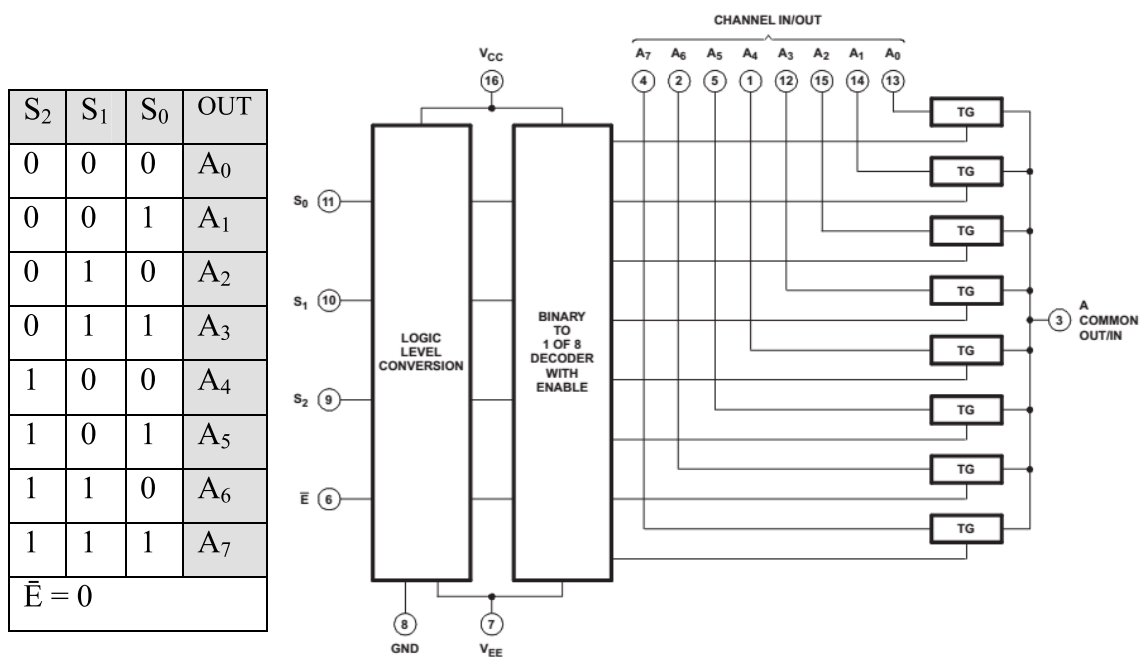 S₂ S₁ S₀ OUT
0 0 0 A₀
0 0 1 A₁
0 1 0 A₂
0 1 1 A₃
1 0 0 A₄
1 0 1 A₅
1 1 0 A₆
1 1 1 A₇
Ē = 0
CHANNEL IN/OUT
V_CC
A₇ A₆ A₅ A₄ A₃ A₂ A₁ A₀
16
4 2 5 1 12 15 14 13
TG
TG
S₀ 11
TG
TG
S₁ 10
LOGIC
LEVEL
CONVERSION
BINARY
TO
1 OF 8
DECODER
WITH
ENABLE
3
A
COMMON
OUT/IN
TG
S₂ 9
TG
TG
Ē 6
TG
8
GND
7
V_EE